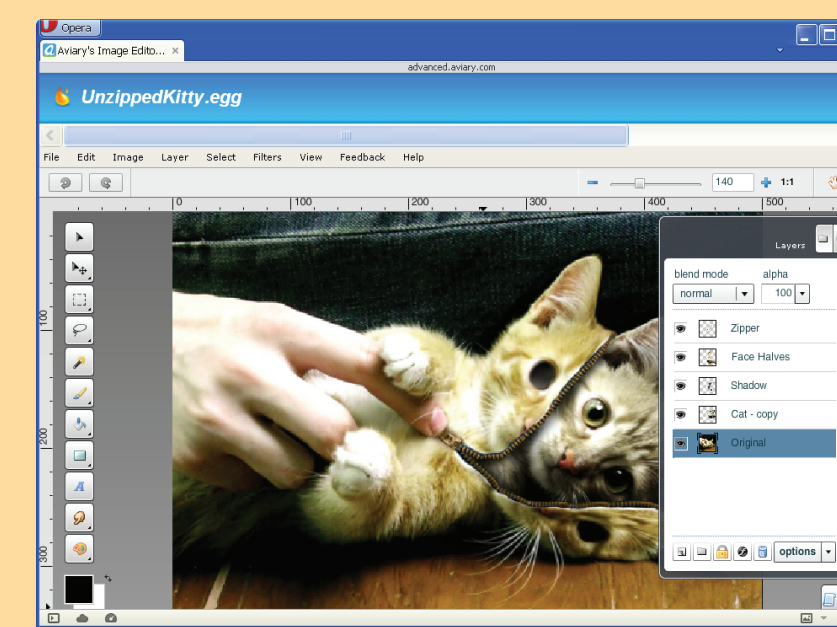 Opera
Aviary's Image Edito... ×
advanced.aviary.com
UnzippedKitty.egg
File Edit Image Layer Select Filters View Feedback Help
140 1:1
0 100 200 300 400 500
Layers
blend mode alpha
normal 100
Zipper
Face Halves
Shadow
Cat - copy
Original
options
100
200
300
A